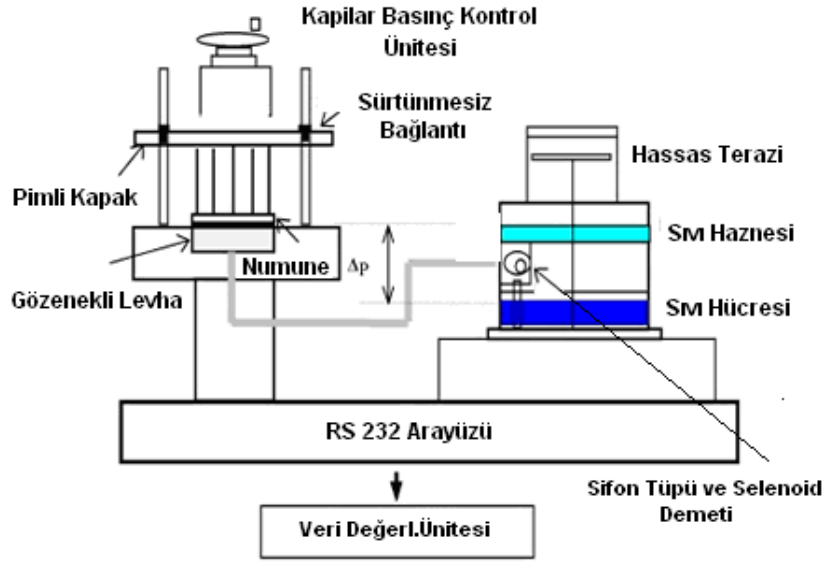 Kapilar Basınç Kontrol
Ünitesi
Sürtünmesiz
Bağlantı
Hassas Terazi
Pimli Kapak
Sıvı Haznesi
Numune
Δp
Gözenekli Levha
Sıvı Hücresi
RS 232 Arayüzü
Sifon Tüpü ve Selenoid
Demeti
Veri Değerl.Ünitesi